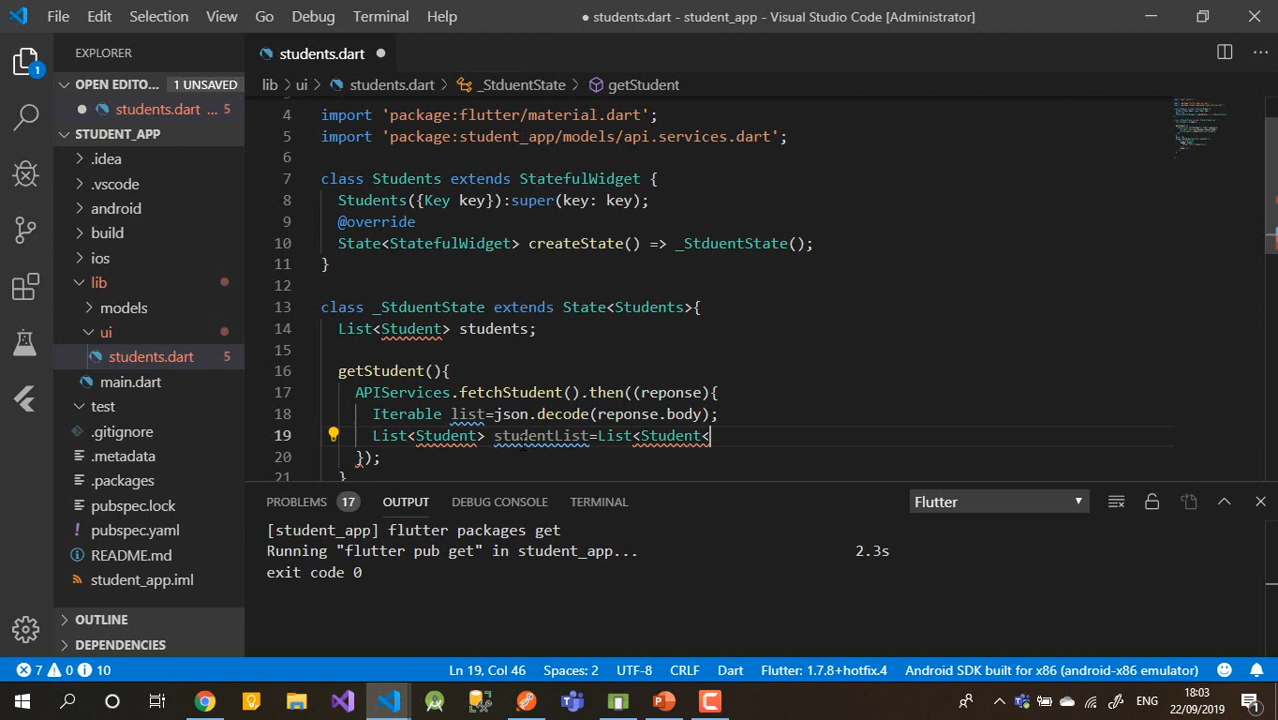 File Edit Selection View Go Debug Terminal Help
● students.dart - student_app - Visual Studio Code [Administrator]
EXPLORER
students.dart ●
OPEN EDITO... 1 UNSAVED
● students.dart ... 5
lib > ui > students.dart > _StduentState > getStudent
STUDENT_APP
.idea
.vscode
android
build
ios
lib
models
ui
students.dart 5
main.dart
test
.gitignore
.metadata
.packages
pubspec.lock
pubspec.yaml
README.md
student_app.iml
OUTLINE
DEPENDENCIES
1
4 import 'package:flutter/material.dart';
5 import 'package:student_app/models/api.services.dart';
6
7 class Students extends StatefulWidget {
8 Students({Key key}):super(key: key);
9 @override
10 State<StatefulWidget> createState() => _StduentState();
11 }
12
13 class _StduentState extends State<Students>{
14 List<Student> students;
15
16 getStudent(){
17 APIServices.fetchStudent().then((reponse){
18 Iterable list=json.decode(reponse.body);
19 List<Student> studentList=List<Student<
20 });
21 }
PROBLEMS 17 OUTPUT DEBUG CONSOLE TERMINAL
Flutter
[student_app] flutter packages get
Running "flutter pub get" in student_app... 2.3s
exit code 0
7 0 10
Ln 19, Col 46 Spaces: 2 UTF-8 CRLF Dart Flutter: 1.7.8+hotfix.4 Android SDK built for x86 (android-x86 emulator)
ENG
18:03
22/09/2019
1